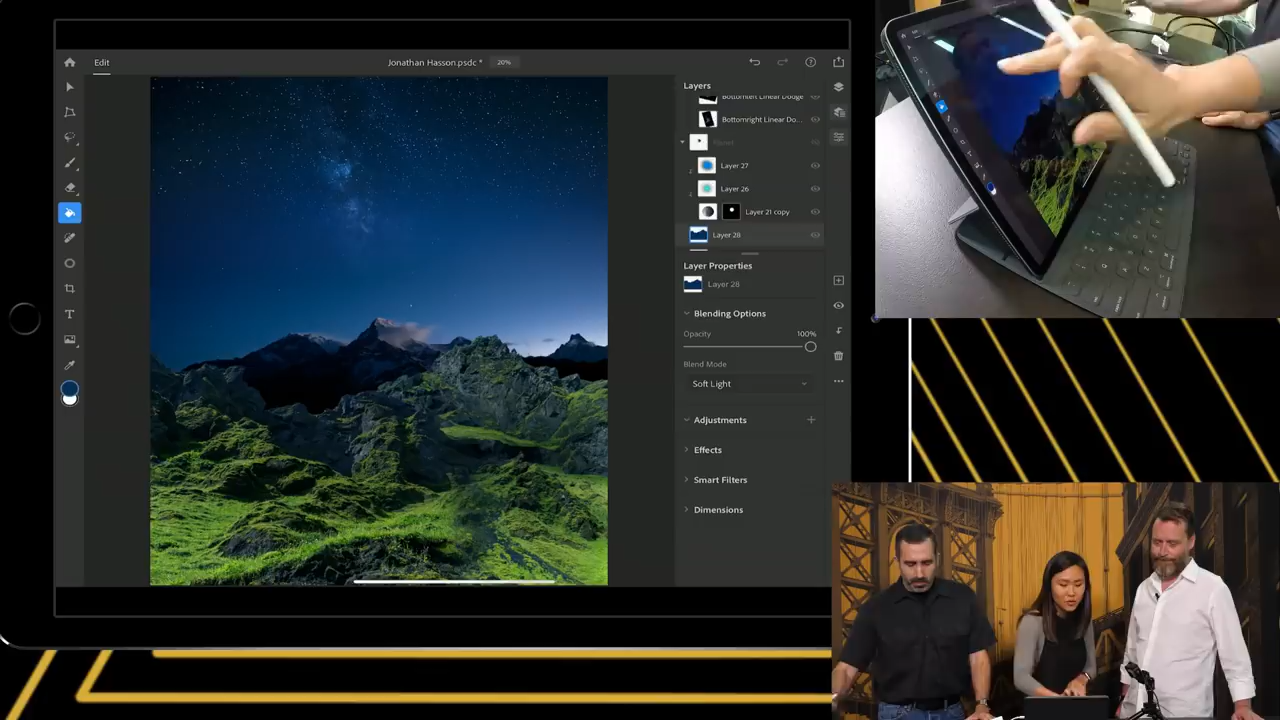 Edit
Jonathan Hasson.psdc *
20%
Layers
Bottomleft Linear Dodge
Bottomright Linear Do...
Planet
Layer 27
Layer 26
Layer 21 copy
Layer 28
Layer Properties
Layer 28
Blending Options
Opacity
100%
Blend Mode
Soft Light
Adjustments
Effects
Smart Filters
Dimensions
T